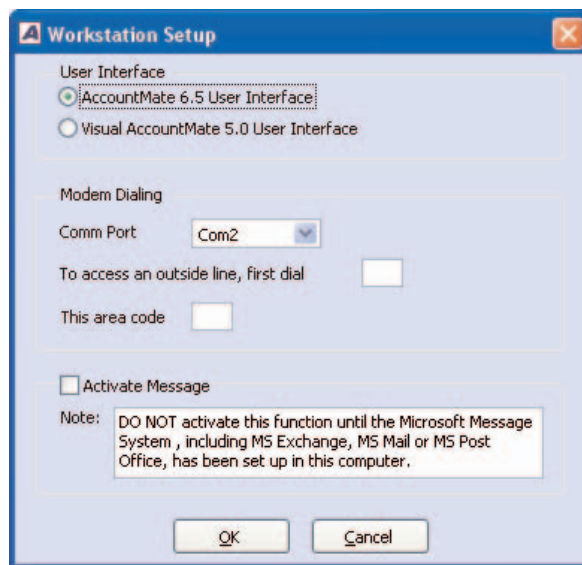 Workstation Setup
User Interface
AccountMate 6.5 User Interface
Visual AccountMate 5.0 User Interface
Modem Dialing
Comm Port Com2
To access an outside line, first dial
This area code
Activate Message
Note: DO NOT activate this function until the Microsoft Message
System , including MS Exchange, MS Mail or MS Post
Office, has been set up in this computer.
OK Cancel